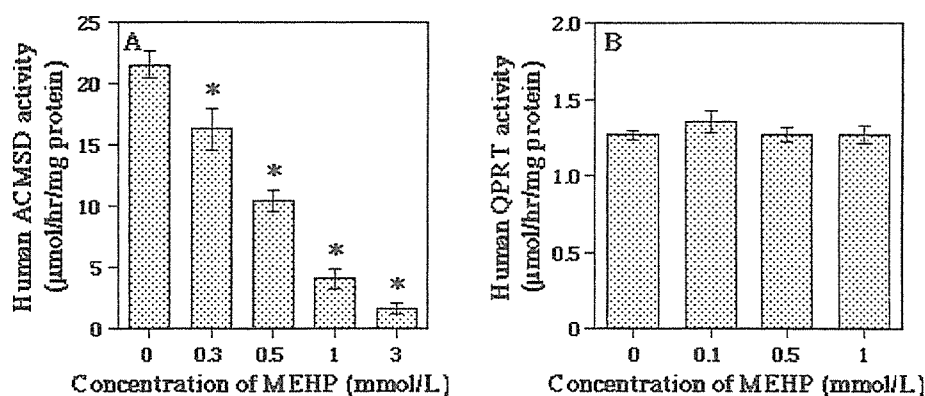 A
Human ACMSD activity
(μmol/hr/mg protein)
25
20
15
10
5
0
*
*
*
*
0 0.3 0.5 1 3
Concentration of MEHP (mmol/L)
B
Human QPRT activity
(μmol/hr/mg protein)
2.0
1.5
1.0
0.5
0
0 0.1 0.5 1
Concentration of MEHP (mmol/L)